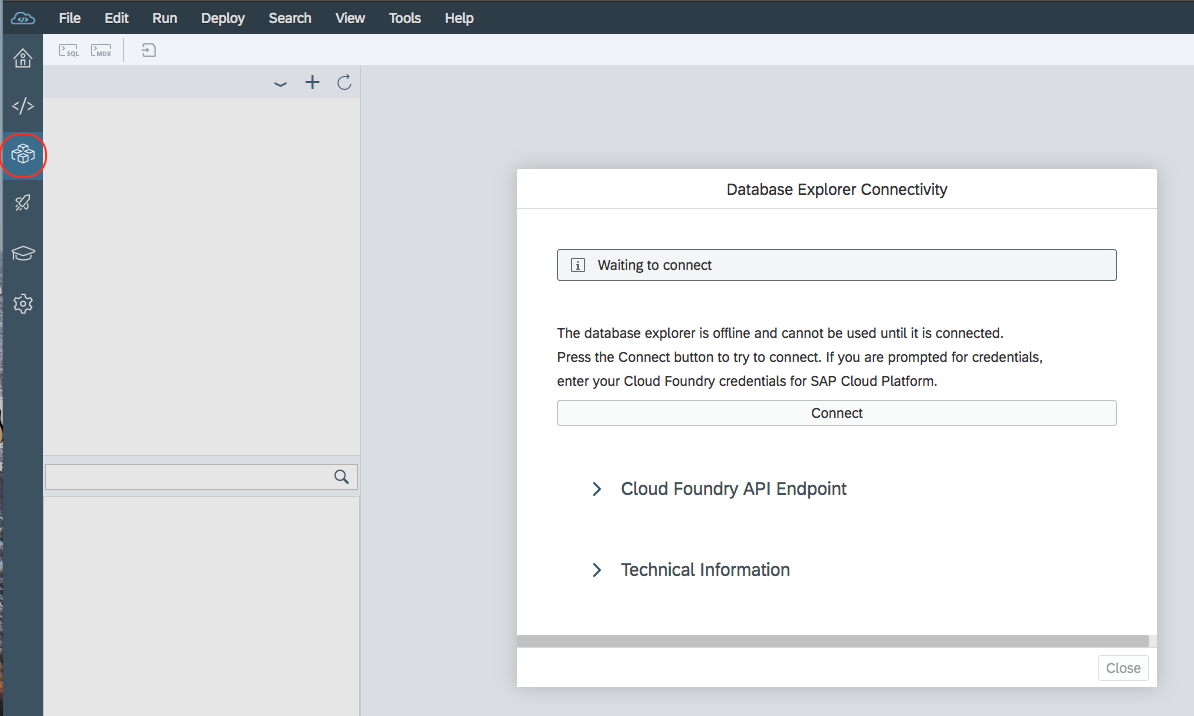 File Edit Run Deploy Search View Tools Help
SQL MDX
Database Explorer Connectivity
Waiting to connect
The database explorer is offline and cannot be used until it is connected.
Press the Connect button to try to connect. If you are prompted for credentials,
enter your Cloud Foundry credentials for SAP Cloud Platform.
Connect
Cloud Foundry API Endpoint
Technical Information
Close